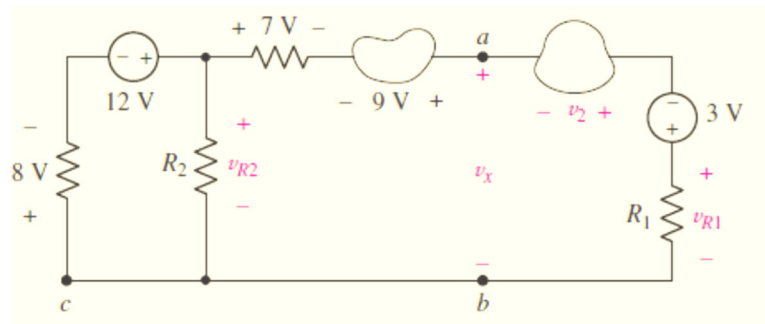 + 7 V −
a
− +
+
12 V
− 9 V +
− v₂ +
−
+
3 V
−
8 V
+
R₂
+
vR2
−
vx
−
R₁
+
vR1
−
c
b